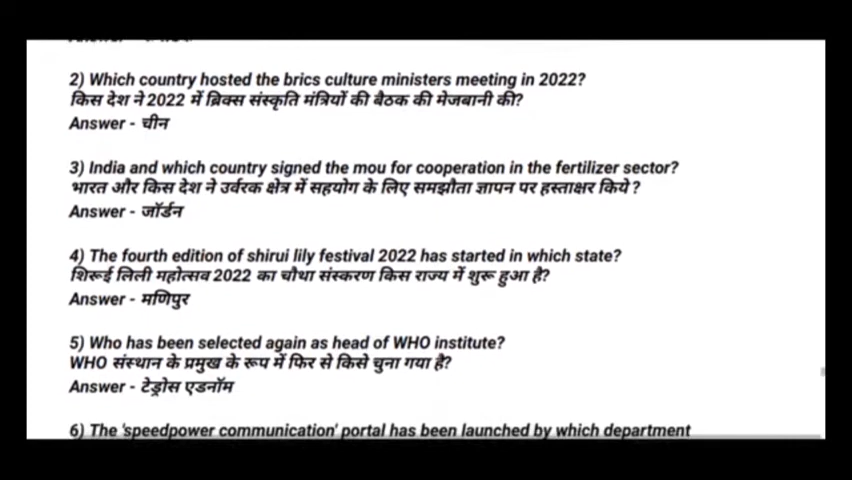 2) Which country hosted the brics culture ministers meeting in 2022?
किस देश ने 2022 में ब्रिक्स संस्कृति मंत्रियों की बैठक की मेजबानी की?
Answer - चीन
3) India and which country signed the mou for cooperation in the fertilizer sector?
भारत और किस देश ने उर्वरक क्षेत्र में सहयोग के लिए समझौता ज्ञापन पर हस्ताक्षर किये?
Answer - जॉर्डन
4) The fourth edition of shirui lily festival 2022 has started in which state?
शिरूई लिली महोत्सव 2022 का चौथा संस्करण किस राज्य में शुरू हुआ है?
Answer - मणिपुर
5) Who has been selected again as head of WHO institute?
WHO संस्थान के प्रमुख के रूप में फिर से किसे चुना गया है?
Answer - टेड्रोस एडनॉम
6) The 'speedpower communication' portal has been launched by which department